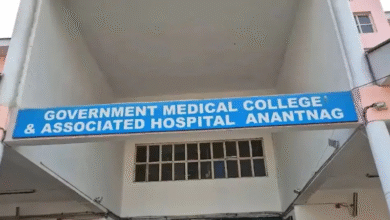 GOVERNMENT MEDICAL COLLEGE
& ASSOCIATED HOSPITAL ANANTNAG